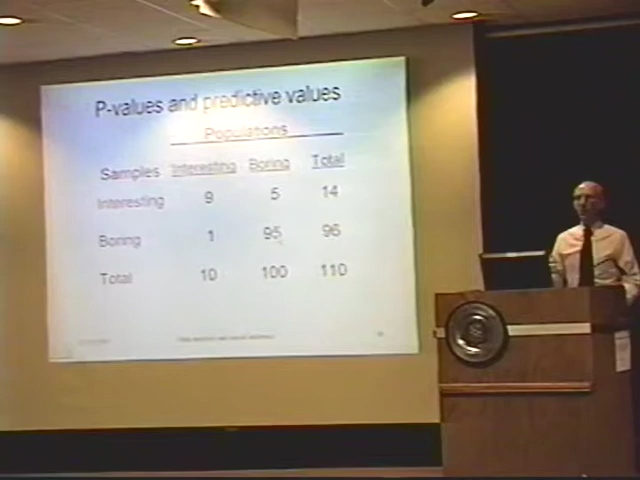 P-values and predictive values
Populations
Samples Interesting Boring Total
Interesting 9 5 14
Boring 1 95 96
Total 10 100 110